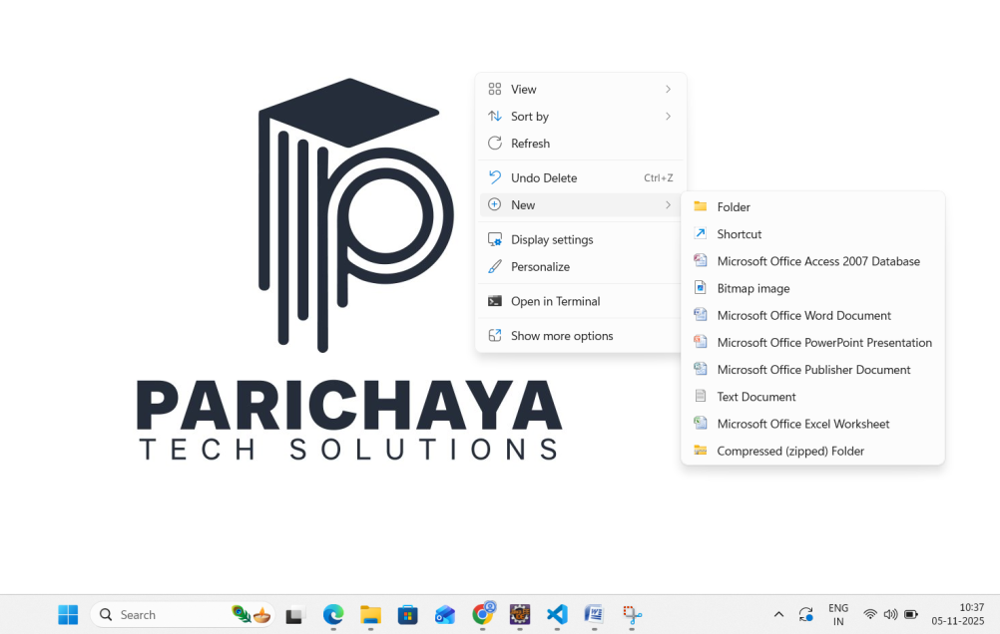 View
Sort by
Refresh
Undo Delete Ctrl+Z
New
Display settings
Personalize
Open in Terminal
Show more options
Folder
Shortcut
Microsoft Office Access 2007 Database
Bitmap image
Microsoft Office Word Document
Microsoft Office PowerPoint Presentation
Microsoft Office Publisher Document
Text Document
Microsoft Office Excel Worksheet
Compressed (zipped) Folder
PARICHAYA
TECH SOLUTIONS
Search
ENG
IN
10:37
05-11-2025